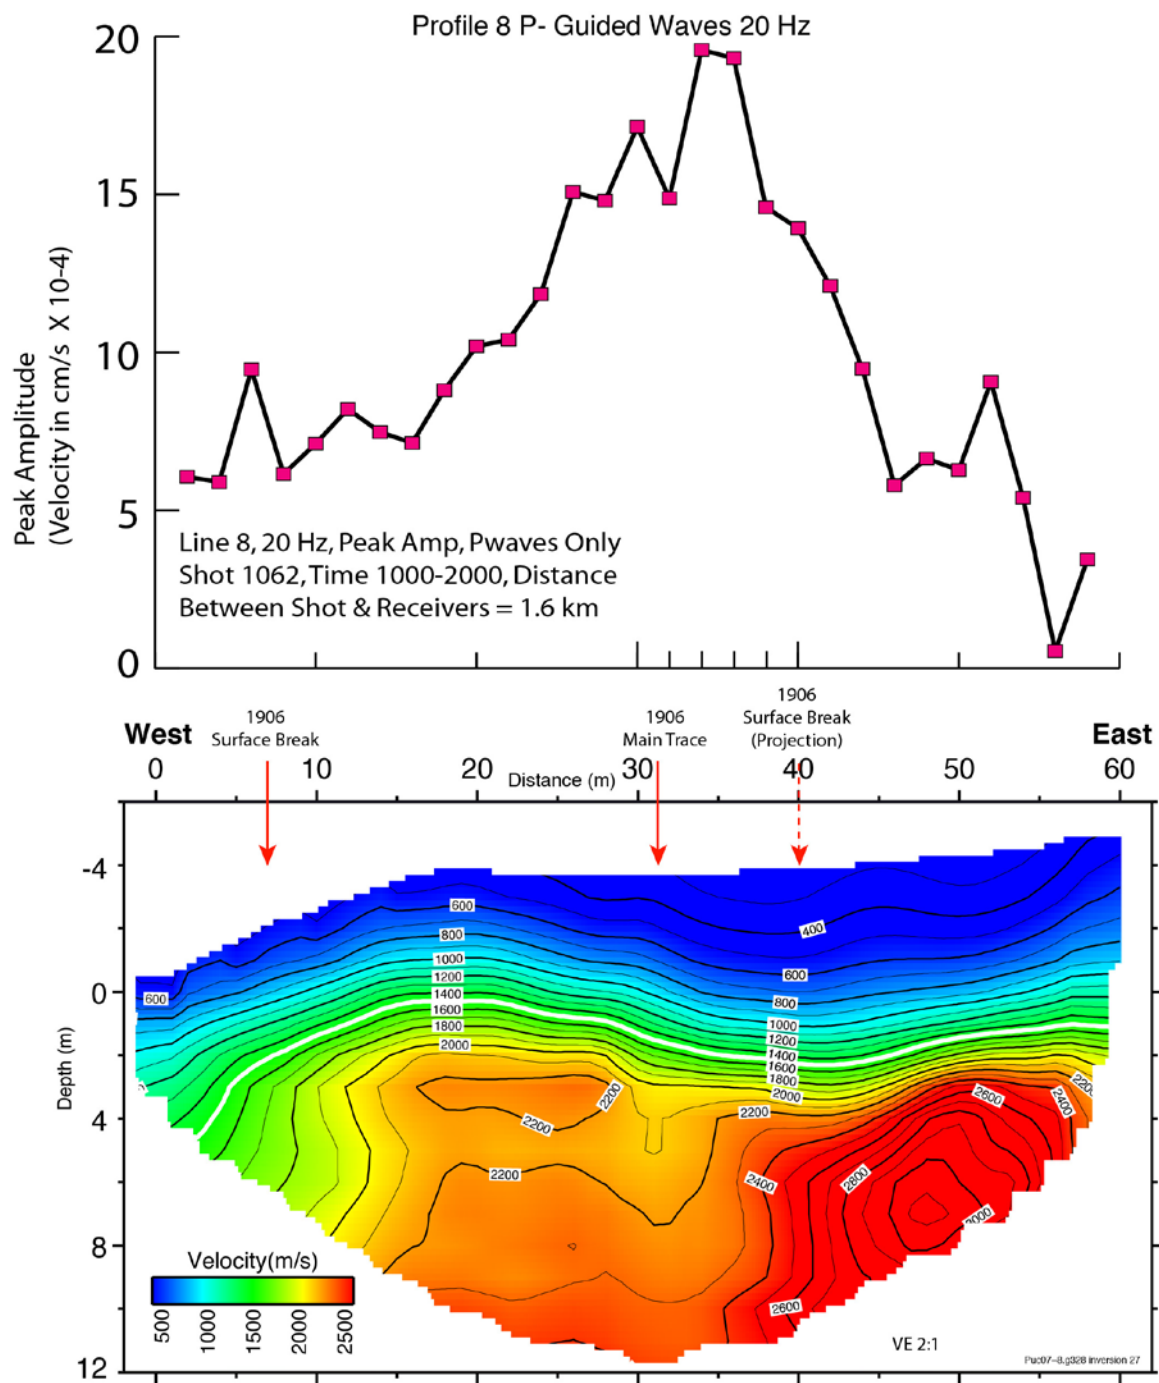 Profile 8 P- Guided Waves 20 Hz
20
15
10
5
0
Peak Amplitude
(Velocity in cm/s X 10-4)
Line 8, 20 Hz, Peak Amp, Pwaves Only
Shot 1062, Time 1000-2000, Distance
Between Shot & Receivers = 1.6 km
1906
Surface Break
1906
Main Trace
1906
Surface Break
(Projection)
West
East
0 10 20 30 40 50 60
Distance (m)
-4
0
4
8
12
Depth (m)
600
800
1000
1200
1400
1600
1800
2000
2200
2200
2200
600
400
600
800
1000
1200
1400
1600
1800
2000
2200
2400
2600
2800
3000
2600
2400
2200
Velocity(m/s)
500 1000 1500 2000 2500
VE 2:1
Puc07-8.g328 inversion 27